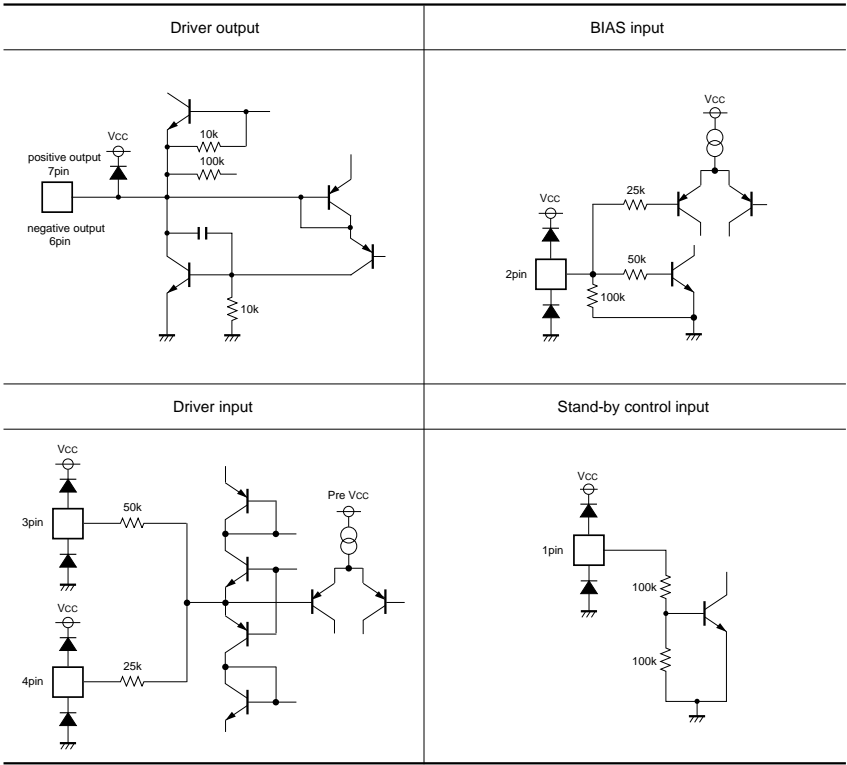 Driver output
BIAS input
VCC
positive output
7pin
negative output
6pin
10k
100k
10k
VCC
VCC
25k
2pin
50k
100k
Driver input
Stand-by control input
VCC
3pin
50k
VCC
4pin
25k
Pre VCC
VCC
1pin
100k
100k